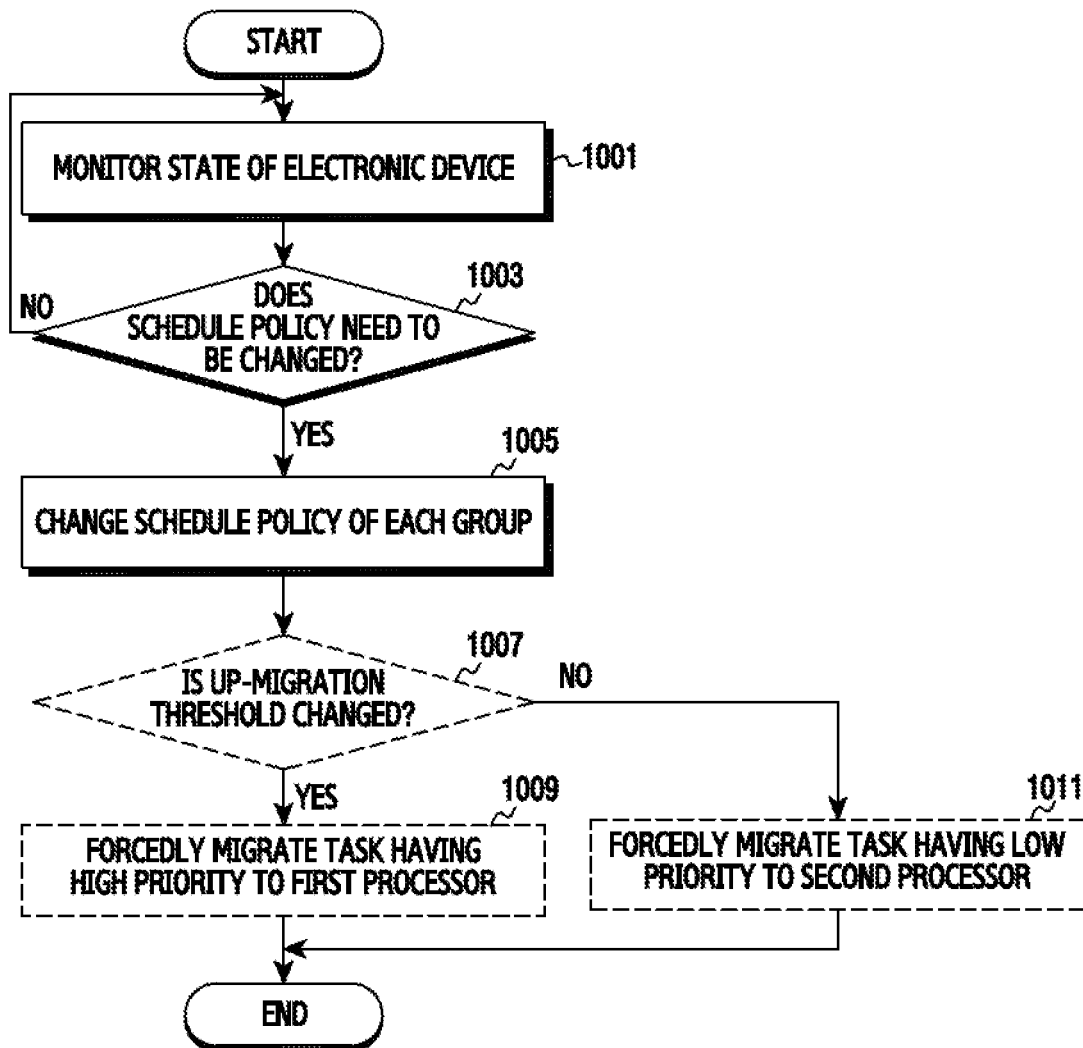 START
MONITOR STATE OF ELECTRONIC DEVICE
1001
1003
DOES
SCHEDULE POLICY NEED TO
BE CHANGED?
NO
YES
1005
CHANGE SCHEDULE POLICY OF EACH GROUP
1007
IS UP-MIGRATION
THRESHOLD CHANGED?
NO
YES
1009
FORCEDLY MIGRATE TASK HAVING
HIGH PRIORITY TO FIRST PROCESSOR
1011
FORCEDLY MIGRATE TASK HAVING LOW
PRIORITY TO SECOND PROCESSOR
END